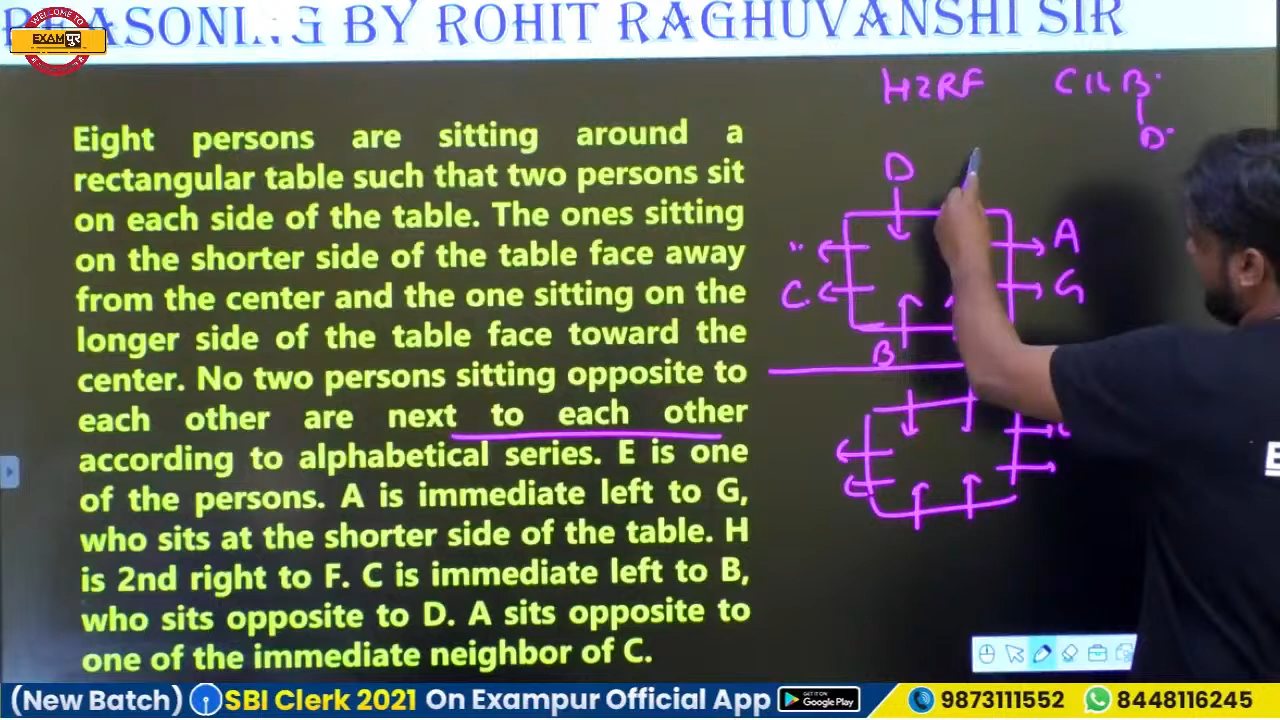 REASONING BY ROHIT RAGHUVANSHI SIR
WELCOME TO
EXAMपुर
H2RF
C1L B
D
Eight persons are sitting around a
rectangular table such that two persons sit
on each side of the table. The ones sitting
on the shorter side of the table face away
from the center and the one sitting on the
longer side of the table face toward the
center. No two persons sitting opposite to
each other are next to each other
according to alphabetical series. E is one
of the persons. A is immediate left to G,
who sits at the shorter side of the table. H
is 2nd right to F. C is immediate left to B,
who sits opposite to D. A sits opposite to
one of the immediate neighbor of C.
D
A
C
G
B
E
(New Batch) SBI Clerk 2021 On Exampur Official App GET IT ON Google Play 9873111552 8448116245